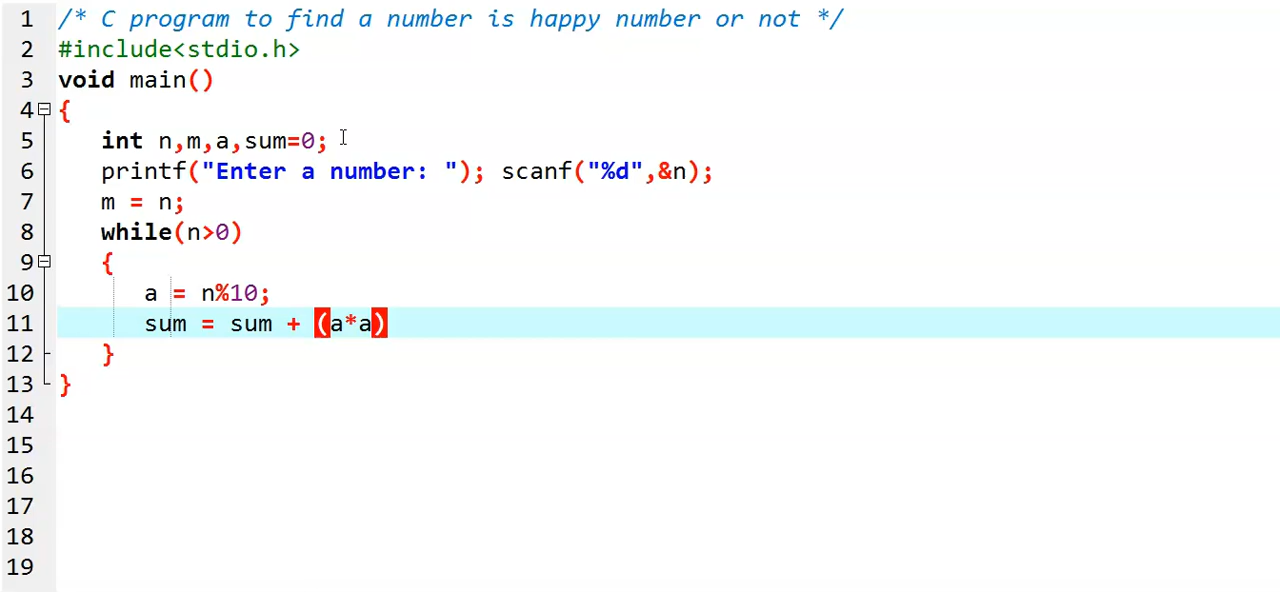 1 /* C program to find a number is happy number or not */
2 #include<stdio.h>
3 void main()
4 {
5 int n,m,a,sum=0;
6 printf("Enter a number: "); scanf("%d",&n);
7 m = n;
8 while(n>0)
9 {
10 a = n%10;
11 sum = sum + (a*a)
12 }
13 }
14
15
16
17
18
19